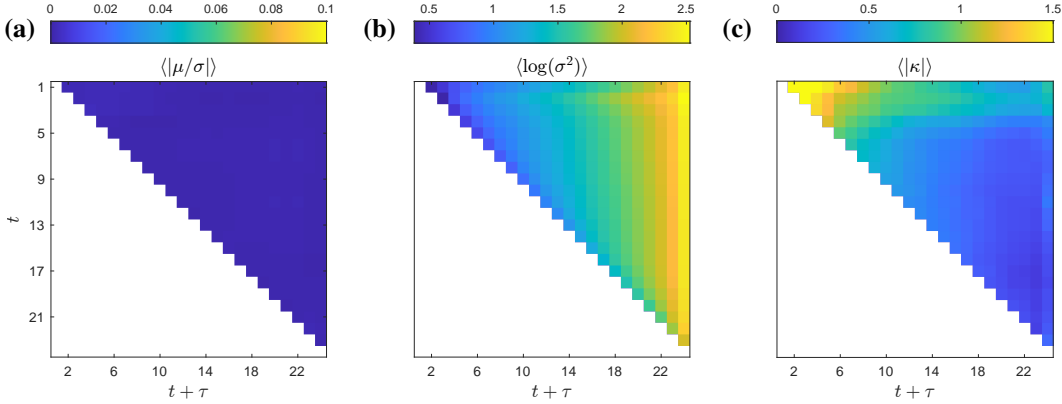 (a)
0 0.02 0.04 0.06 0.08 0.1
⟨|μ/σ|⟩
1
5
9
13
17
21
t
2 6 10 14 18 22
t + τ
(b)
0.5 1 1.5 2 2.5
⟨log(σ²)⟩
2 6 10 14 18 22
t + τ
(c)
0 0.5 1 1.5
⟨|κ|⟩
2 6 10 14 18 22
t + τ